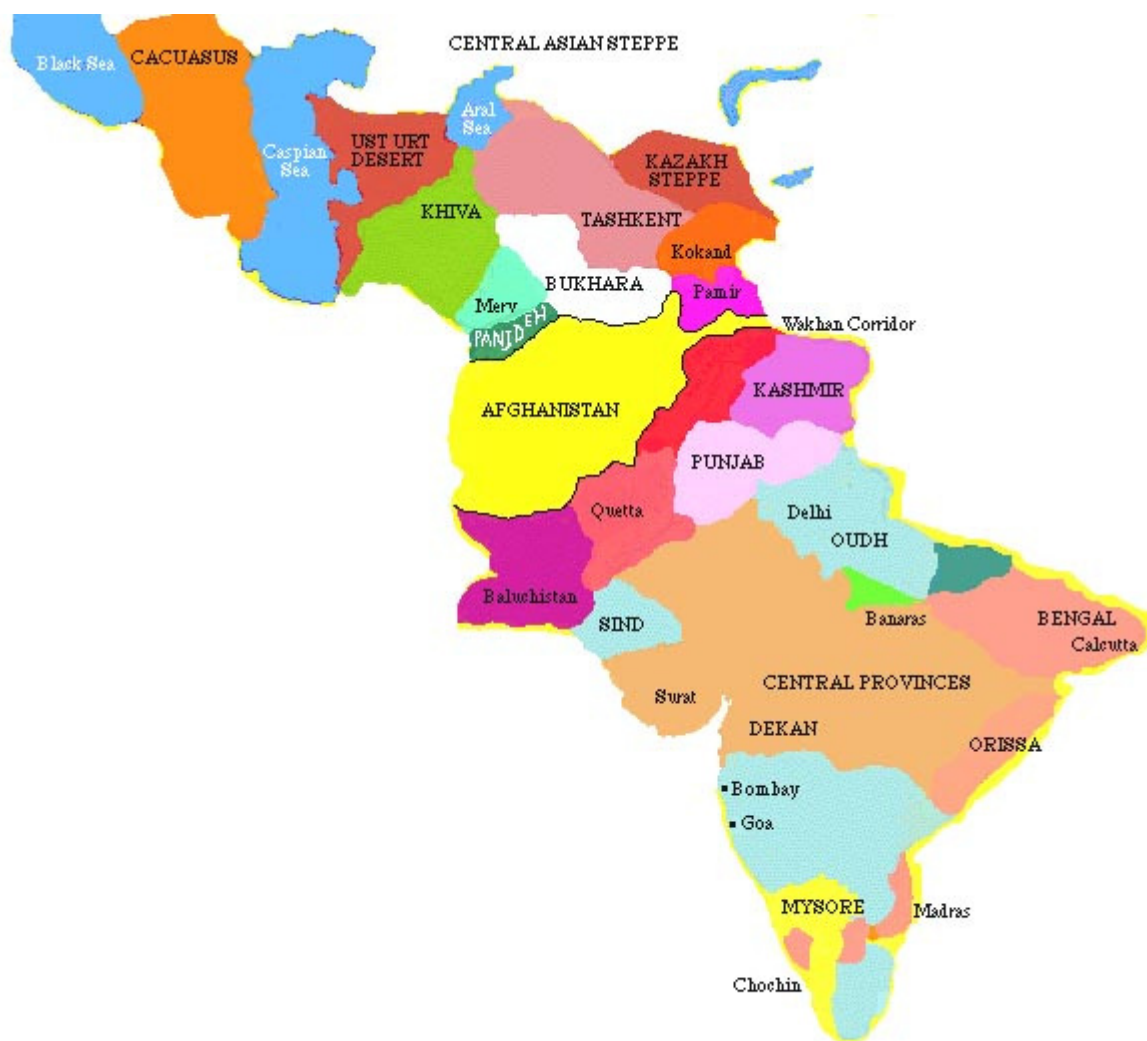 CENTRAL ASIAN STEPPE
Black Sea
CACUASUS
Aral
Sea
UST URT
DESERT
Caspian
Sea
KAZAKH
STEPPE
KHIVA
TASHKENT
Kokand
BUKHARA
Merv
Pamir
PANJDEH
Wakhan Corridor
KASHMIR
AFGHANISTAN
PUNJAB
Quetta
Delhi
OUDH
Baluchistan
SIND
Banaras
BENGAL
Calcutta
CENTRAL PROVINCES
Surat
DEKAN
ORISSA
Bombay
Goa
MYSORE
Madras
Chochin